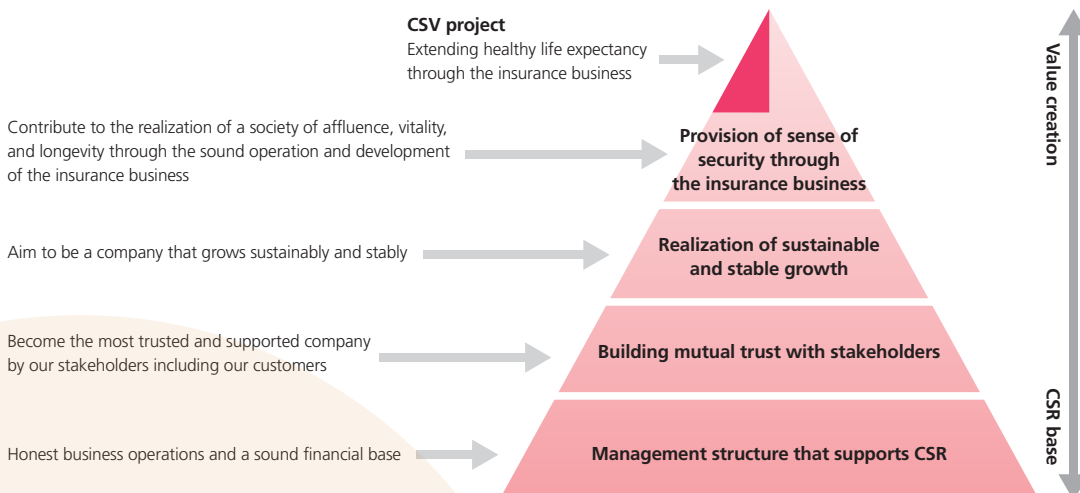 CSV project
Extending healthy life expectancy
through the insurance business
Contribute to the realization of a society of affluence, vitality,
and longevity through the sound operation and development
of the insurance business
Provision of sense of
security through
the insurance business
Aim to be a company that grows sustainably and stably
Realization of sustainable
and stable growth
Become the most trusted and supported company
by our stakeholders including our customers
Building mutual trust with stakeholders
Honest business operations and a sound financial base
Management structure that supports CSR
Value creation
CSR base